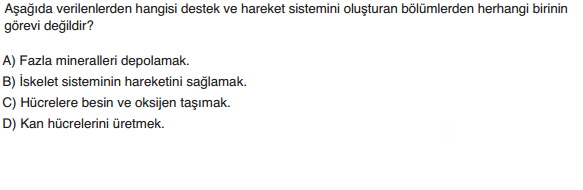 Aşağıda verilenlerden hangisi destek ve hareket sistemini oluşturan bölümlerden herhangi birinin
görevi değildir?
A) Fazla mineralleri depolamak.
B) İskelet sisteminin hareketini sağlamak.
C) Hücrelere besin ve oksijen taşımak.
D) Kan hücrelerini üretmek.